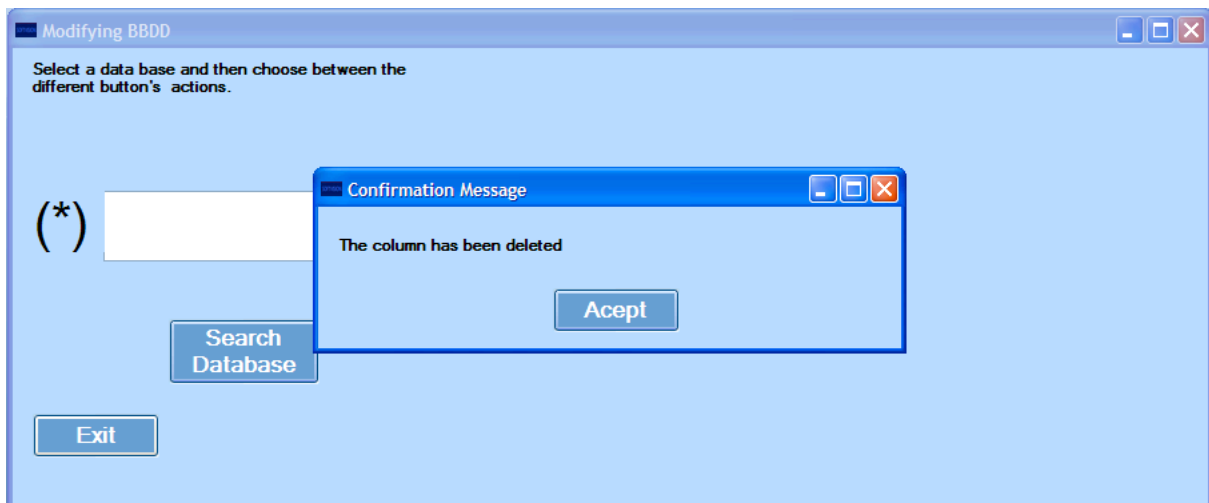 Modifying BBDD
Select a data base and then choose between the
different button's actions.
(*)
Confirmation Message
The column has been deleted
Acept
Search
Database
Exit